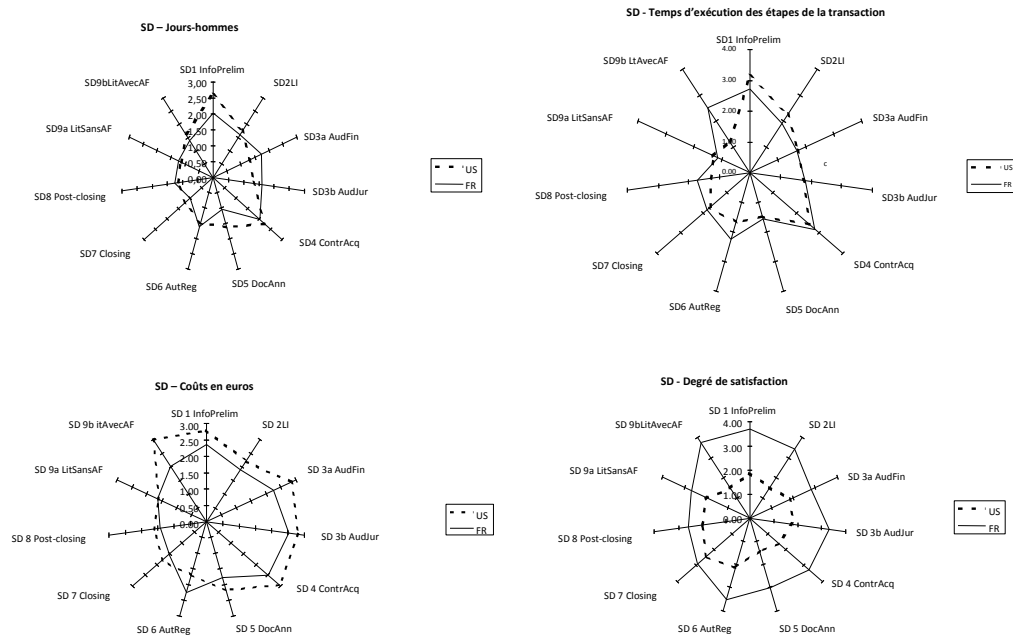 SD – Jours-hommes
SD1 InfoPrelim
3,00
SD9bLitAvecAF
SD2LI
2,50
2,00
SD9a LitSansAF
1,50
SD3a AudFin
1,00
0,50
0,00
SD8 Post-closing
SD3b AudJur
SD7 Closing
SD4 ContrAcq
SD6 AutReg
SD5 DocAnn
US
FR
SD - Temps d’exécution des étapes de la transaction
SD1 InfoPrelim
4.00
SD9b LtAvecAF
SD2LI
3.00
SD9a LitSansAF
2.00
SD3a AudFin
1.00
c
0.00
SD8 Post-closing
SD3b AudJur
SD7 Closing
SD4 ContrAcq
SD6 AutReg
SD5 DocAnn
US
FR
SD – Coûts en euros
SD 1 InfoPrelim
3.00
SD 9b itAvecAF
SD 2LI
2.50
2.00
SD 9a LitSansAF
1.50
SD 3a AudFin
1.00
0.50
0.00
SD 8 Post-closing
SD 3b AudJur
SD 7 Closing
SD 4 ContrAcq
SD 6 AutReg
SD 5 DocAnn
US
FR
SD - Degré de satisfaction
SD 1 InfoPrelim
4.00
SD 9bLitAvecAF
SD 2LI
3.00
SD 9a LitSansAF
2.00
SD 3a AudFin
1.00
0.00
SD 8 Post-closing
SD 3b AudJur
SD 7 Closing
SD 4 ContrAcq
SD 6 AutReg
SD 5 DocAnn
US
FR